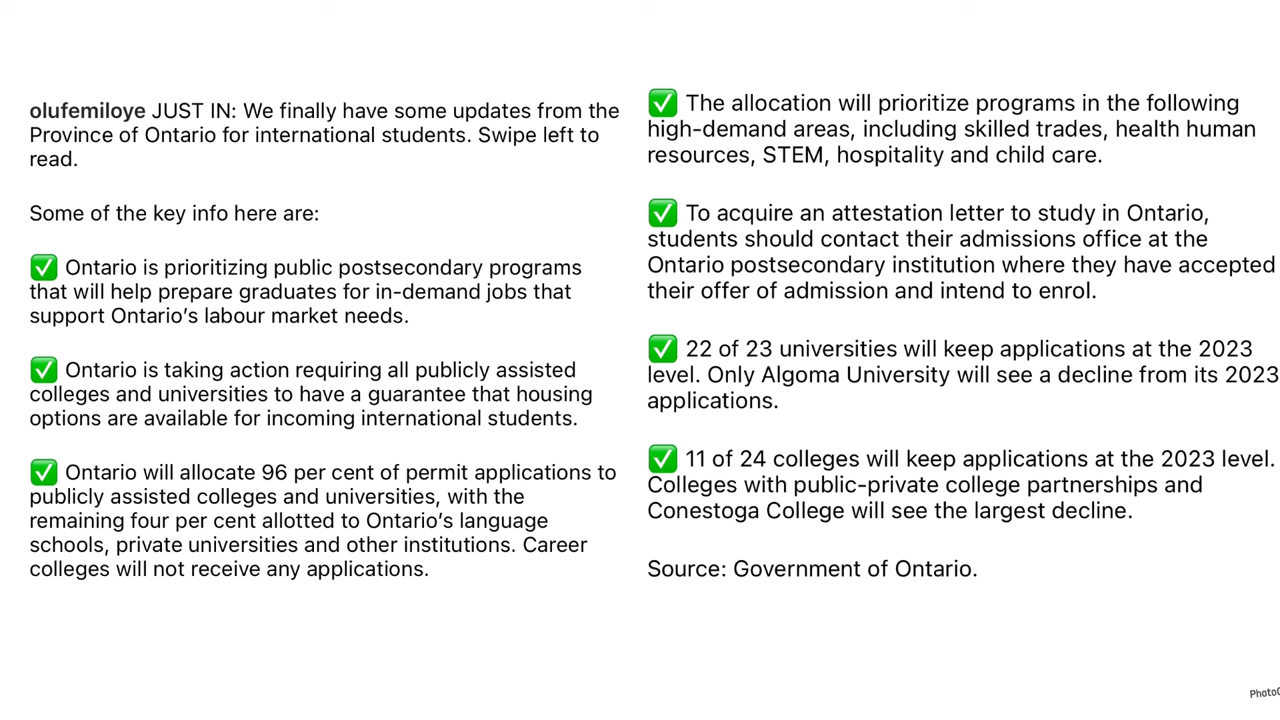 olufemiloye JUST IN: We finally have some updates from the
Province of Ontario for international students. Swipe left to
read.
Some of the key info here are:
✅ Ontario is prioritizing public postsecondary programs
that will help prepare graduates for in-demand jobs that
support Ontario’s labour market needs.
✅ Ontario is taking action requiring all publicly assisted
colleges and universities to have a guarantee that housing
options are available for incoming international students.
✅ Ontario will allocate 96 per cent of permit applications to
publicly assisted colleges and universities, with the
remaining four per cent allotted to Ontario’s language
schools, private universities and other institutions. Career
colleges will not receive any applications.
✅ The allocation will prioritize programs in the following
high-demand areas, including skilled trades, health human
resources, STEM, hospitality and child care.
✅ To acquire an attestation letter to study in Ontario,
students should contact their admissions office at the
Ontario postsecondary institution where they have accepted
their offer of admission and intend to enrol.
✅ 22 of 23 universities will keep applications at the 2023
level. Only Algoma University will see a decline from its 2023
applications.
✅ 11 of 24 colleges will keep applications at the 2023 level.
Colleges with public-private college partnerships and
Conestoga College will see the largest decline.
Source: Government of Ontario.